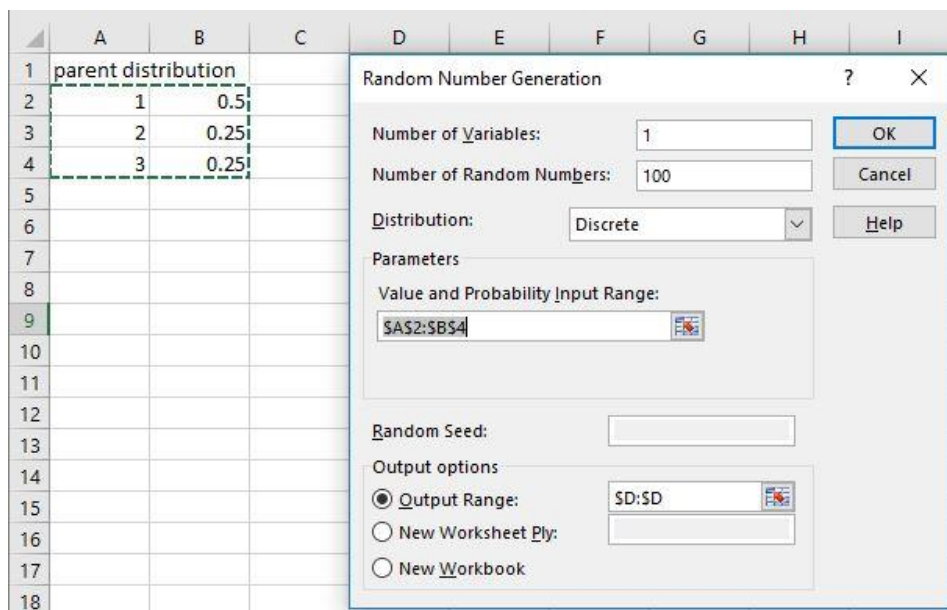 A B C D E F G H I
1 parent distribution
2 1 0.5
3 2 0.25
4 3 0.25
5
6
7
8
9
10
11
12
13
14
15
16
17
18
Random Number Generation ? ×
Number of Variables: 1 OK
Number of Random Numbers: 100 Cancel
Distribution: Discrete Help
Parameters
Value and Probability Input Range:
$A$2:$B$4
Random Seed:
Output options
Output Range: $D:$D
New Worksheet Ply:
New Workbook